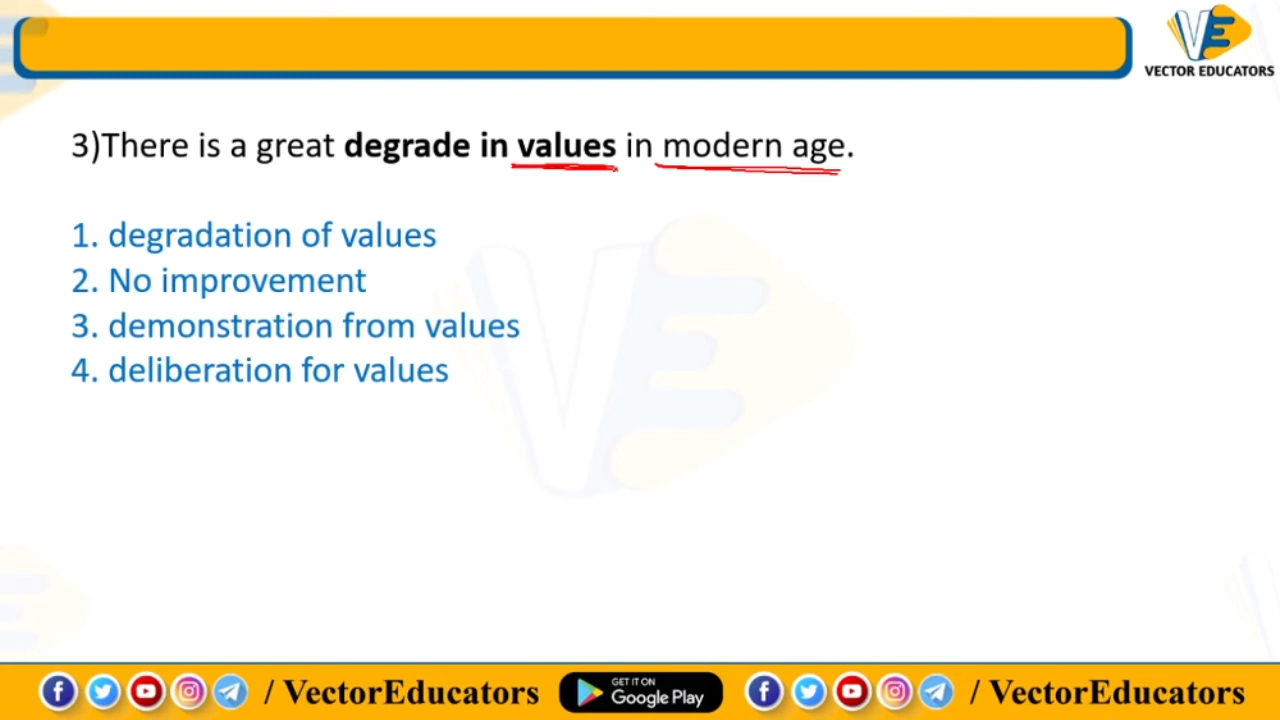 VE
VECTOR EDUCATORS
3)There is a great degrade in values in modern age.
1. degradation of values
2. No improvement
3. demonstration from values
4. deliberation for values
/ VectorEducators
GET IT ON
Google Play
/ VectorEducators